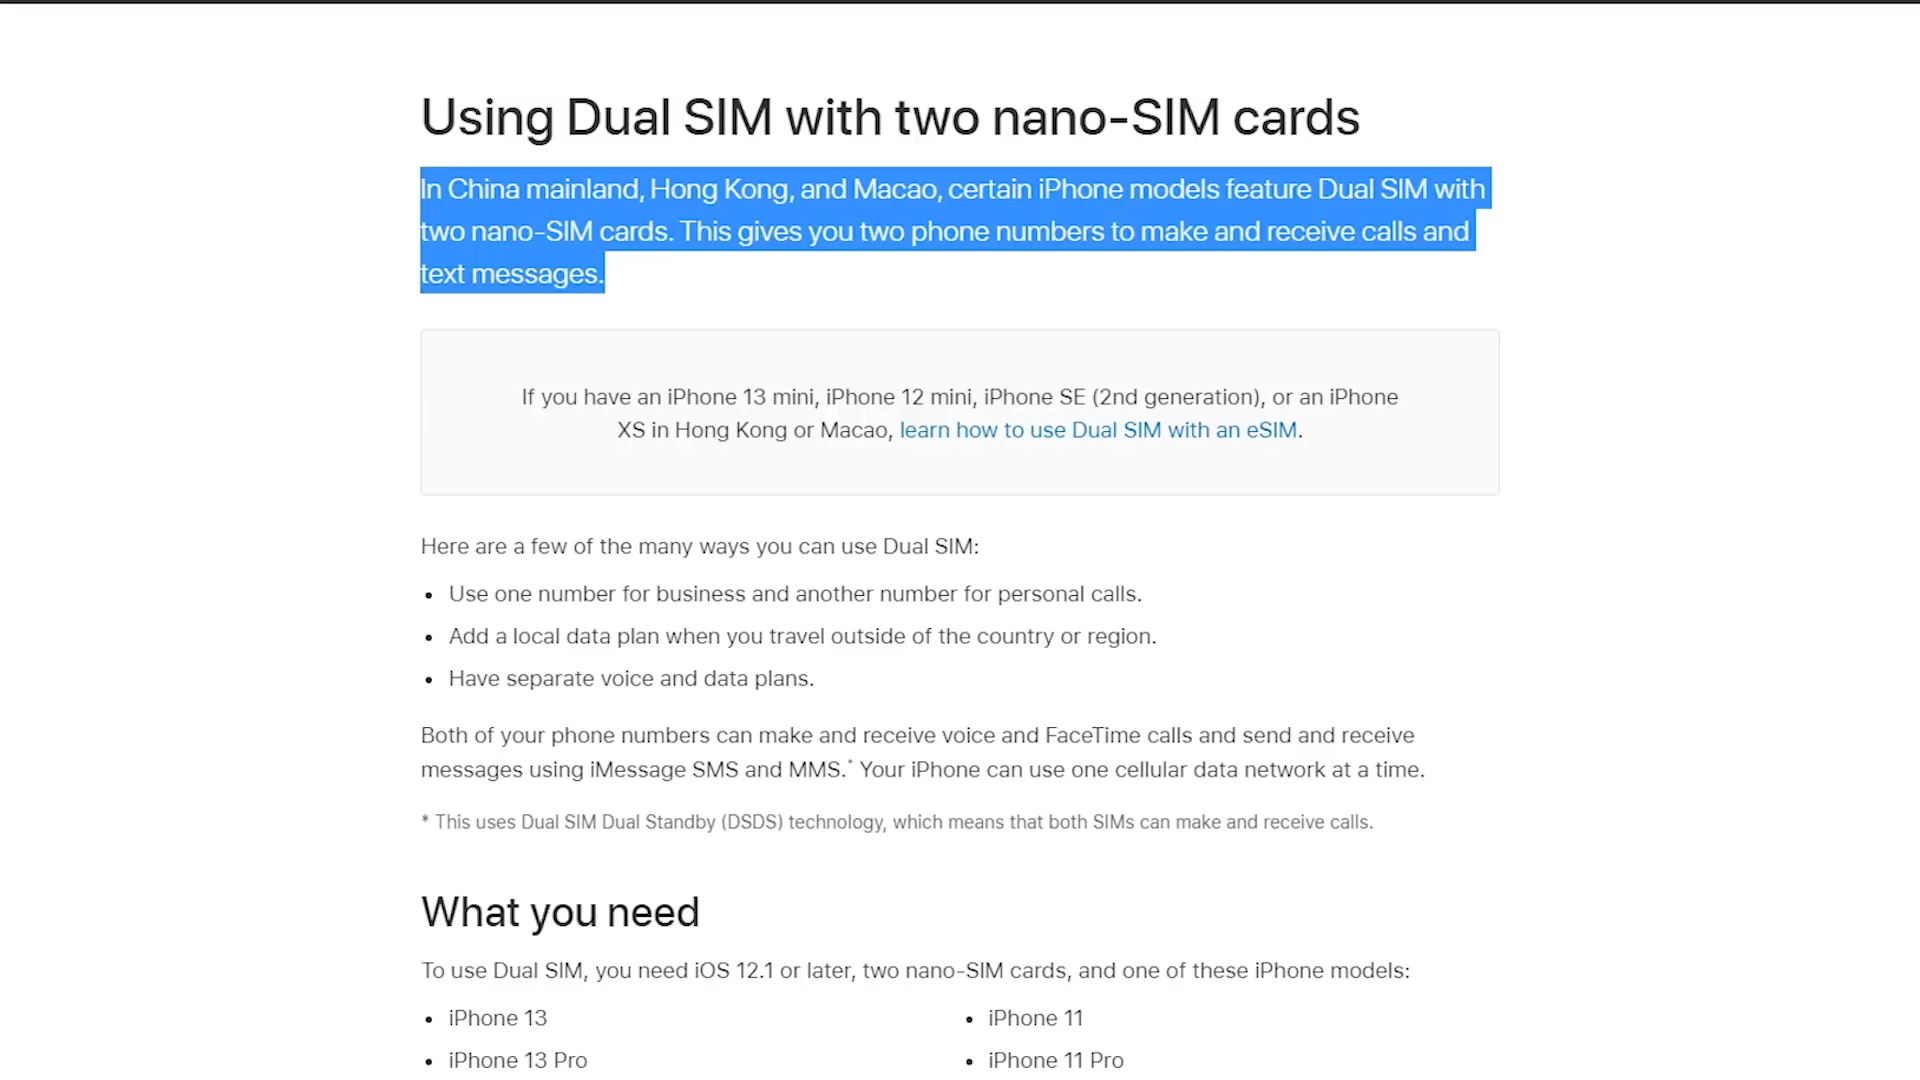 Using Dual SIM with two nano-SIM cards
In China mainland, Hong Kong, and Macao, certain iPhone models feature Dual SIM with
two nano-SIM cards. This gives you two phone numbers to make and receive calls and
text messages.
If you have an iPhone 13 mini, iPhone 12 mini, iPhone SE (2nd generation), or an iPhone
XS in Hong Kong or Macao, learn how to use Dual SIM with an eSIM.
Here are a few of the many ways you can use Dual SIM:
• Use one number for business and another number for personal calls.
• Add a local data plan when you travel outside of the country or region.
• Have separate voice and data plans.
Both of your phone numbers can make and receive voice and FaceTime calls and send and receive
messages using iMessage SMS and MMS.* Your iPhone can use one cellular data network at a time.
* This uses Dual SIM Dual Standby (DSDS) technology, which means that both SIMs can make and receive calls.
What you need
To use Dual SIM, you need iOS 12.1 or later, two nano-SIM cards, and one of these iPhone models:
• iPhone 13
• iPhone 13 Pro
• iPhone 11
• iPhone 11 Pro